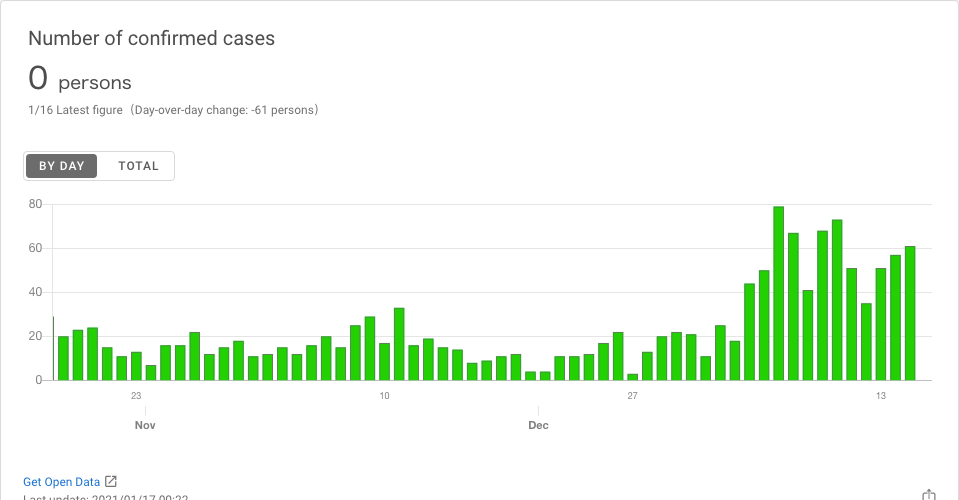 Number of confirmed cases
0 persons
1/16 Latest figure（Day-over-day change: -61 persons）
BY DAY TOTAL
80
60
40
20
0
23 10 27 13
Nov Dec
Get Open Data
Last update: 2021/01/17 00:22